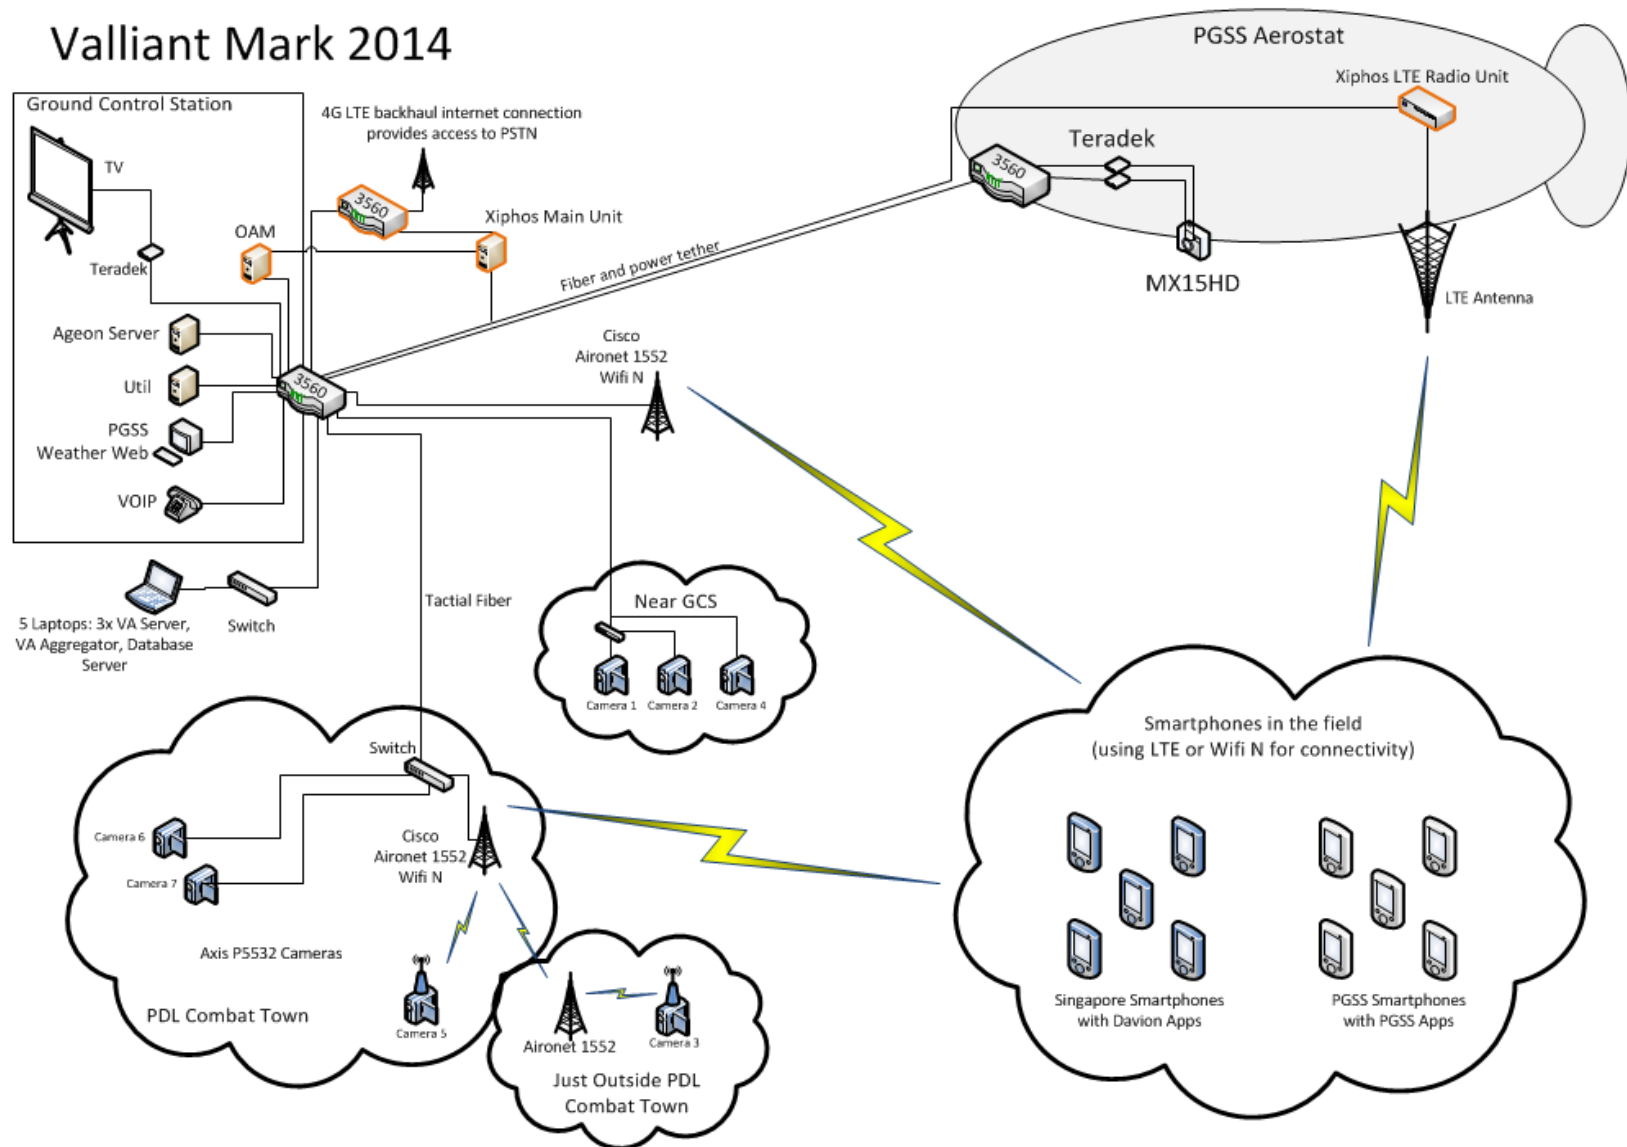 Valliant Mark 2014
PGSS Aerostat
Xiphos LTE Radio Unit
Ground Control Station
4G LTE backhaul internet connection
provides access to PSTN
TV
Teradek
3560
3560
Xiphos Main Unit
OAM
Teradek
Fiber and power tether
MX15HD
LTE Antenna
Ageon Server
Cisco
Aironet 1552
Wifi N
Util
3560
PGSS
Weather Web
VOIP
5 Laptops: 3x VA Server,
VA Aggregator, Database
Server
Switch
Tactial Fiber
Near GCS
Camera 1
Camera 2
Camera 4
Smartphones in the field
(using LTE or Wifi N for connectivity)
Switch
Camera 6
Cisco
Aironet 1552
Wifi N
Camera 7
Axis P5532 Cameras
PDL Combat Town
Camera 5
Aironet 1552
Camera 3
Just Outside PDL
Combat Town
Singapore Smartphones
with Davion Apps
PGSS Smartphones
with PGSS Apps